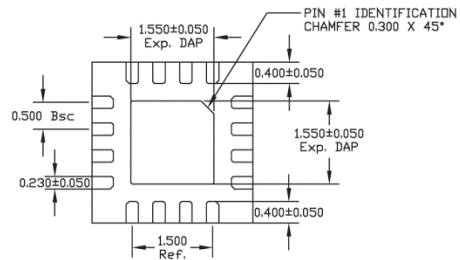 1.550±0.050
Exp. DAP
PIN #1 IDENTIFICATION
CHAMFER 0.300 X 45°
0.400±0.050
0.500 Bsc
1.550±0.050
Exp. DAP
0.230±0.050
0.400±0.050
1.500
Ref.